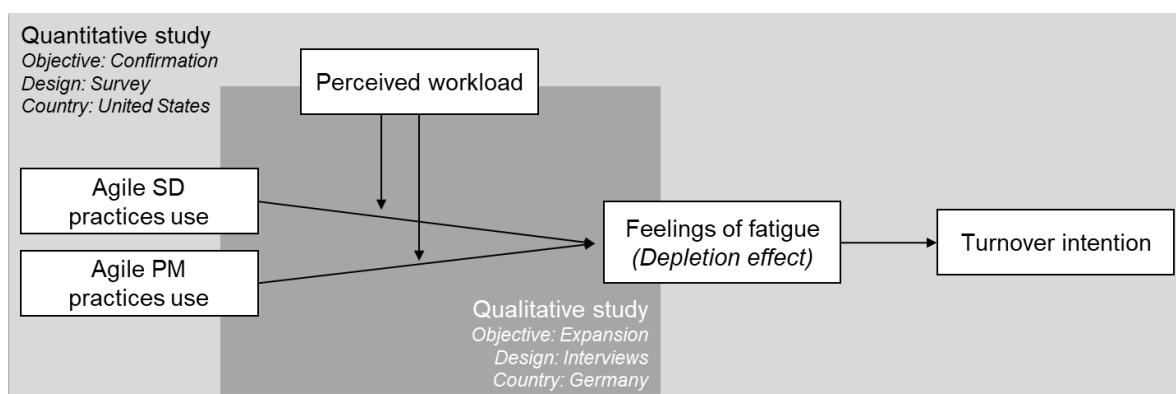 Quantitative study
Objective: Confirmation
Design: Survey
Country: United States
Perceived workload
Agile SD
practices use
Agile PM
practices use
Feelings of fatigue
(Depletion effect)
Turnover intention
Qualitative study
Objective: Expansion
Design: Interviews
Country: Germany